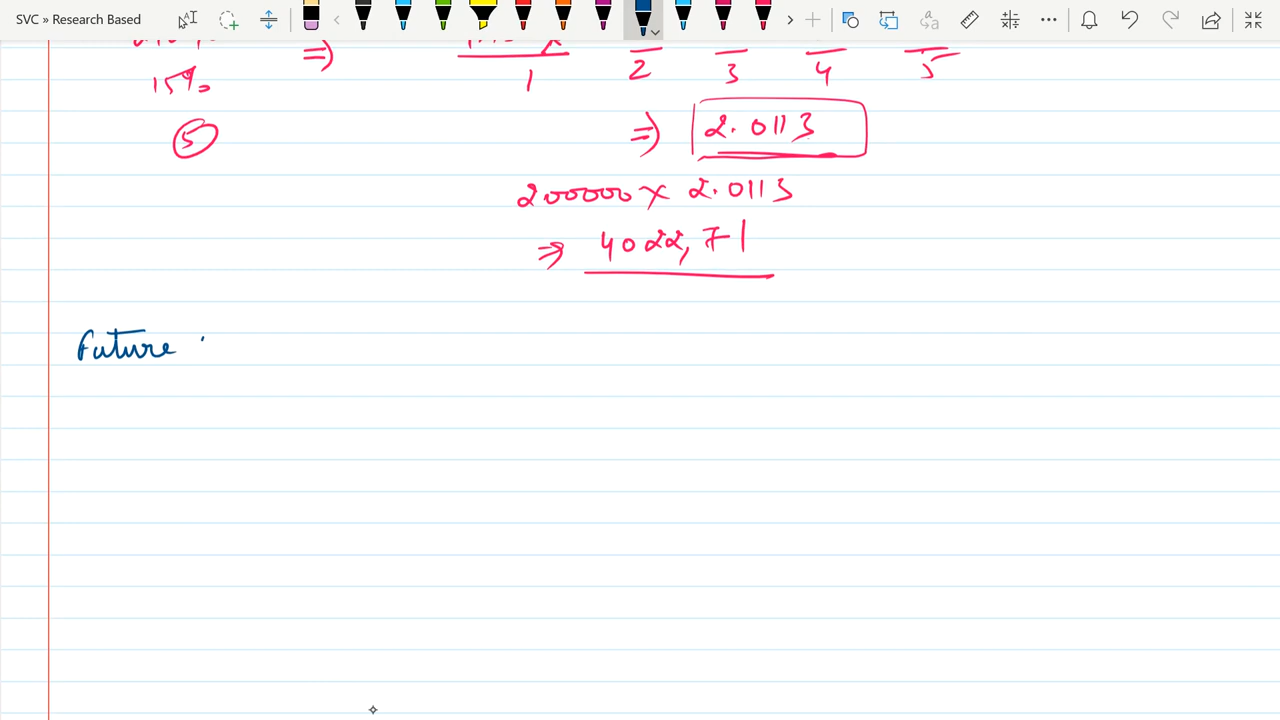 SVC » Research Based
=>
1 2 3 4 5
15%
5
=> 2.0113
200000 x 2.0113
=> 4022,71
Future